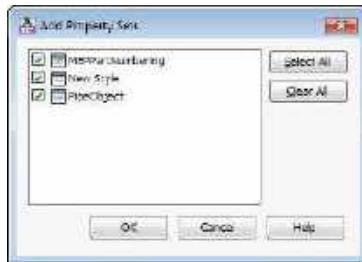 Add Property Sets
MEPPartNumbering
New Style
PipeObject
Select All
Clear All
OK
Cancel
Help